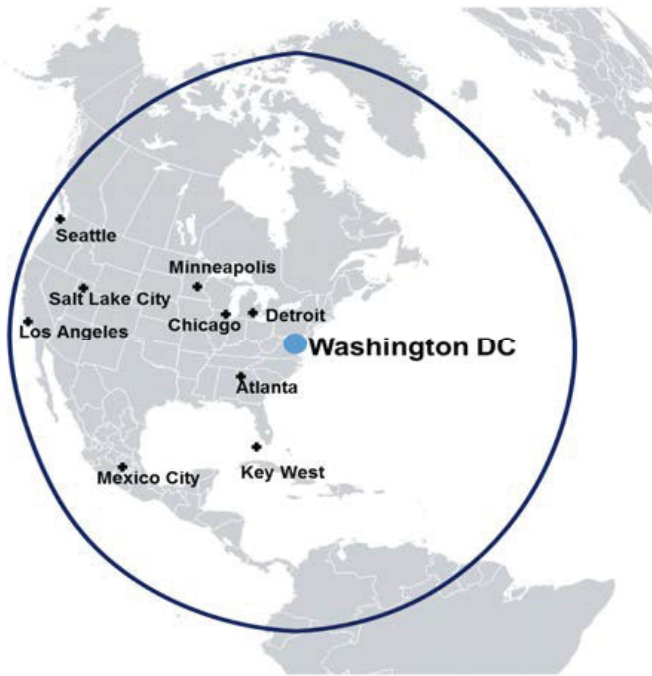 Seattle
Minneapolis
Salt Lake City
Detroit
Los Angeles
Chicago
Washington DC
Atlanta
Mexico City
Key West